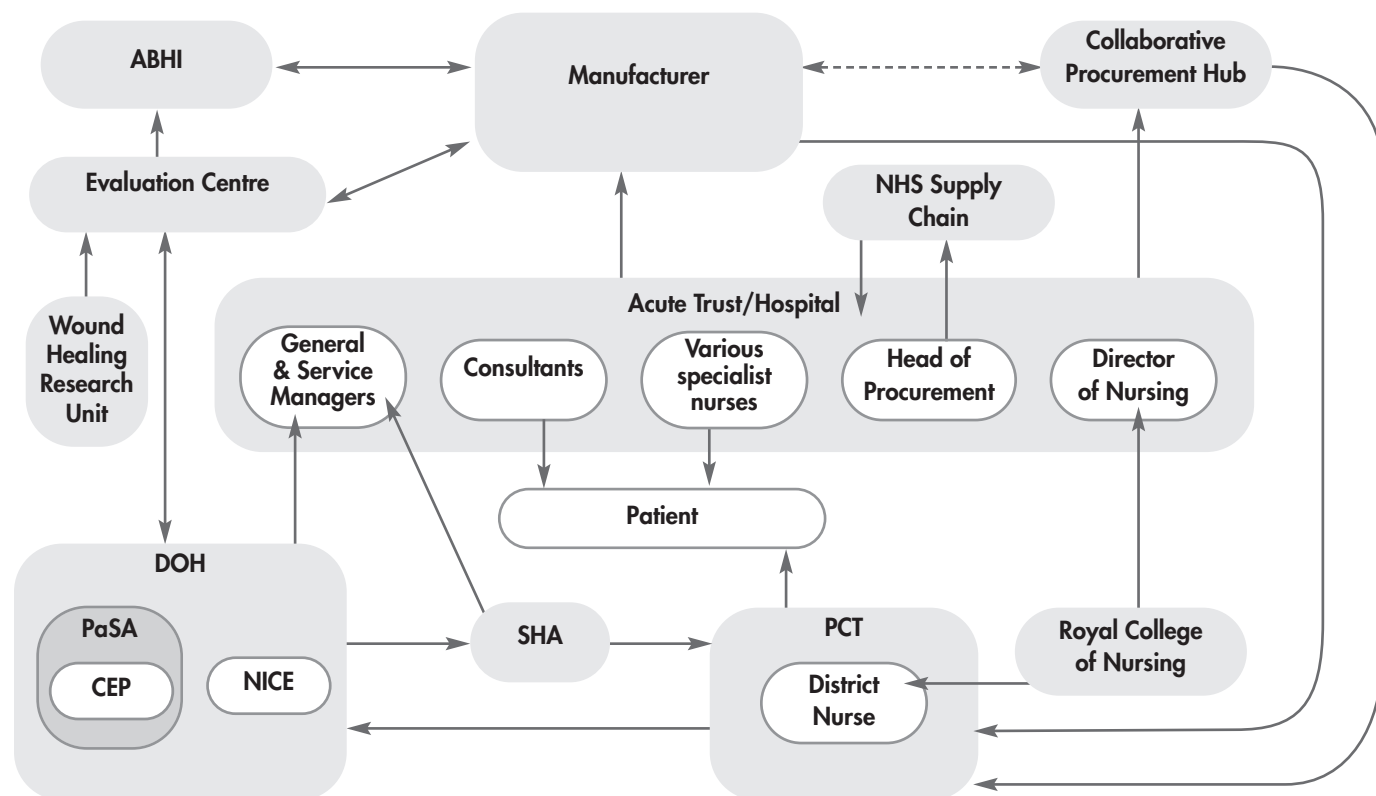 ABHI
Manufacturer
Collaborative
Procurement Hub
Evaluation Centre
NHS Supply
Chain
Acute Trust/Hospital
Wound
Healing
Research
Unit
General
& Service
Managers
Consultants
Various
specialist
nurses
Head of
Procurement
Director
of Nursing
Patient
DOH
PaSA
CEP
NICE
SHA
PCT
District
Nurse
Royal College
of Nursing